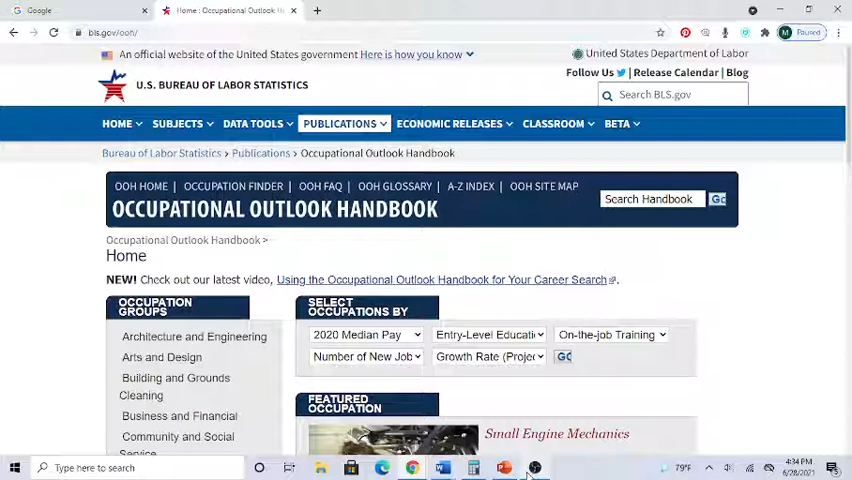 Google
Home : Occupational Outlook H
bls.gov/ooh/
Paused
An official website of the United States government Here is how you know
United States Department of Labor
Follow Us | Release Calendar | Blog
U.S. BUREAU OF LABOR STATISTICS
Search BLS.gov
HOME SUBJECTS DATA TOOLS PUBLICATIONS ECONOMIC RELEASES CLASSROOM BETA
Bureau of Labor Statistics > Publications > Occupational Outlook Handbook
OOH HOME | OCCUPATION FINDER | OOH FAQ | OOH GLOSSARY | A-Z INDEX | OOH SITE MAP
OCCUPATIONAL OUTLOOK HANDBOOK
Search Handbook Go
Occupational Outlook Handbook >
Home
NEW! Check out our latest video, Using the Occupational Outlook Handbook for Your Career Search.
OCCUPATION
GROUPS
Architecture and Engineering
Arts and Design
Building and Grounds
Cleaning
Business and Financial
Community and Social
Service
SELECT
OCCUPATIONS BY
2020 Median Pay Entry-Level Educati On-the-job Training
Number of New Job Growth Rate (Projec GO
FEATURED
OCCUPATION
Small Engine Mechanics
Type here to search
79°F
4:34 PM
6/28/2021